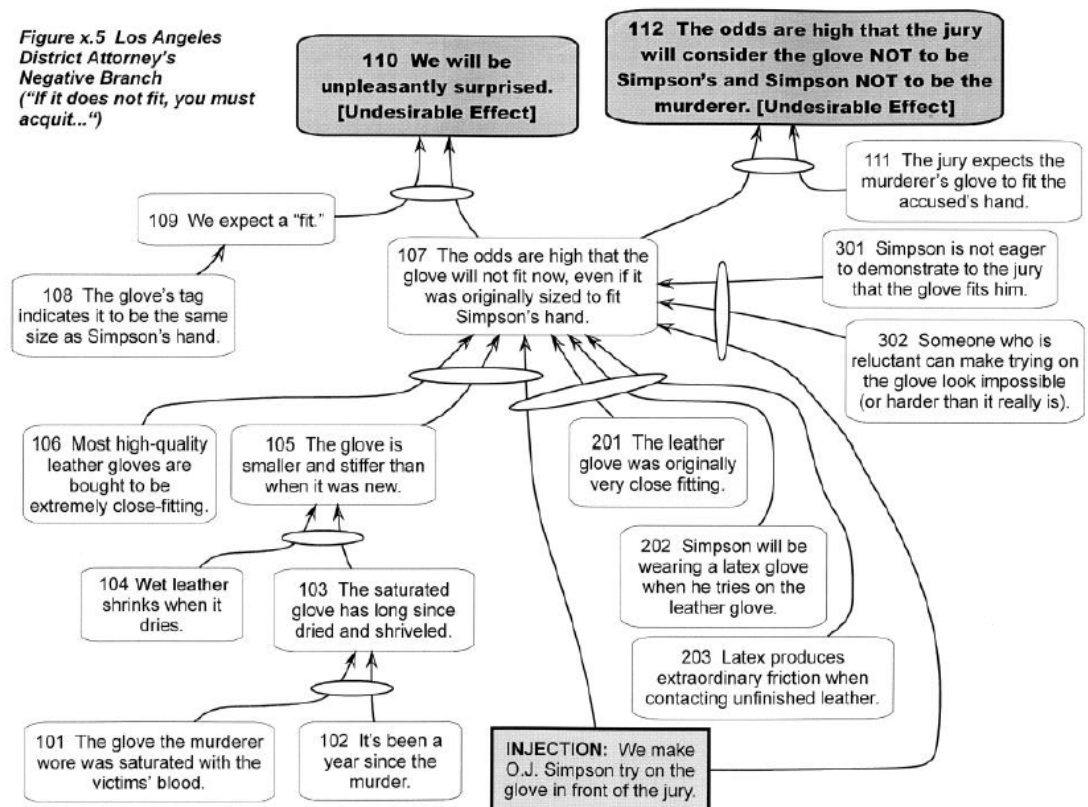 Figure x.5 Los Angeles
District Attorney's
Negative Branch
("If it does not fit, you must
acquit...")
110 We will be
unpleasantly surprised.
[Undesirable Effect]
112 The odds are high that the jury
will consider the glove NOT to be
Simpson's and Simpson NOT to be the
murderer. [Undesirable Effect]
111 The jury expects the
murderer's glove to fit the
accused's hand.
109 We expect a "fit."
107 The odds are high that the
glove will not fit now, even if it
was originally sized to fit
Simpson's hand.
301 Simpson is not eager
to demonstrate to the jury
that the glove fits him.
108 The glove's tag
indicates it to be the same
size as Simpson's hand.
302 Someone who is
reluctant can make trying on
the glove look impossible
(or harder than it really is).
106 Most high-quality
leather gloves are
bought to be
extremely close-fitting.
105 The glove is
smaller and stiffer than
when it was new.
201 The leather
glove was originally
very close fitting.
202 Simpson will be
wearing a latex glove
when he tries on the
leather glove.
104 Wet leather
shrinks when it
dries.
103 The saturated
glove has long since
dried and shriveled.
203 Latex produces
extraordinary friction when
contacting unfinished leather.
101 The glove the murderer
wore was saturated with the
victims' blood.
102 It's been a
year since the
murder.
INJECTION: We make
O.J. Simpson try on the
glove in front of the jury.